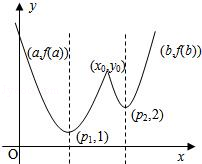 y
(a,f(a))
(x₀,y₀)
(b,f(b))
(p₂,2)
(p₁,1)
O
x